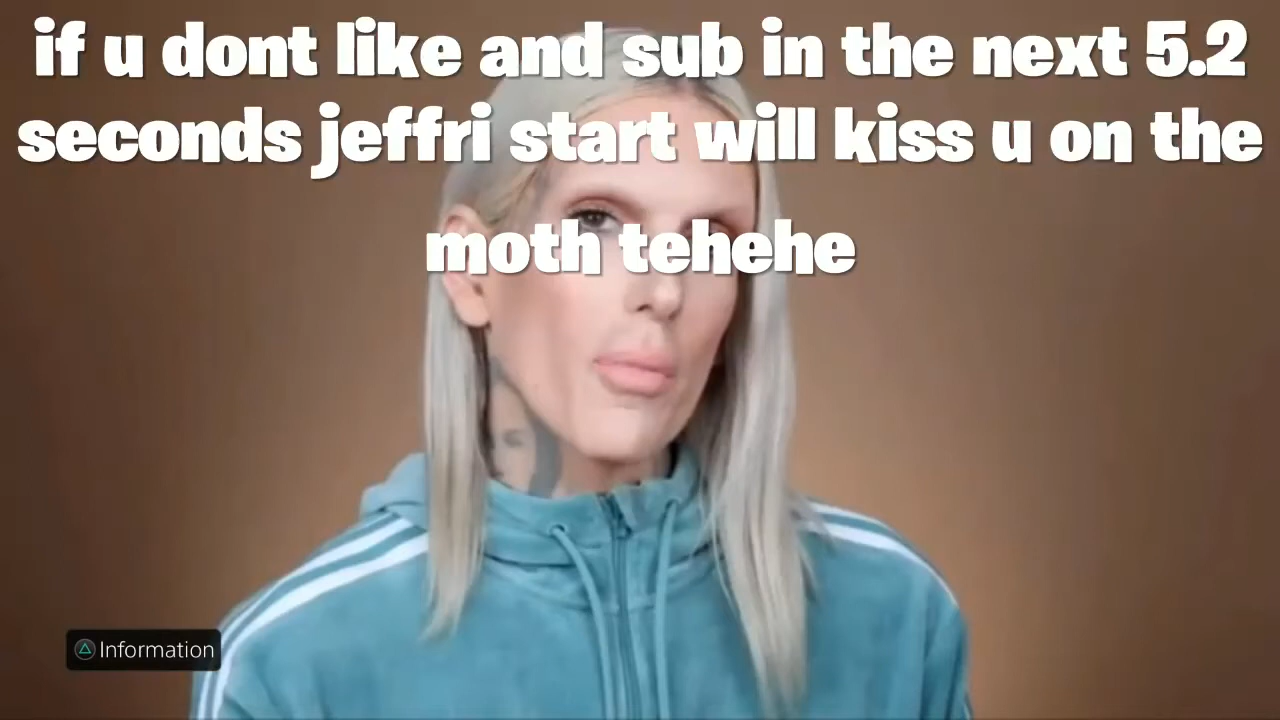 if u dont like and sub in the next 5.2
seconds jeffri start will kiss u on the
moth tehehe
Information